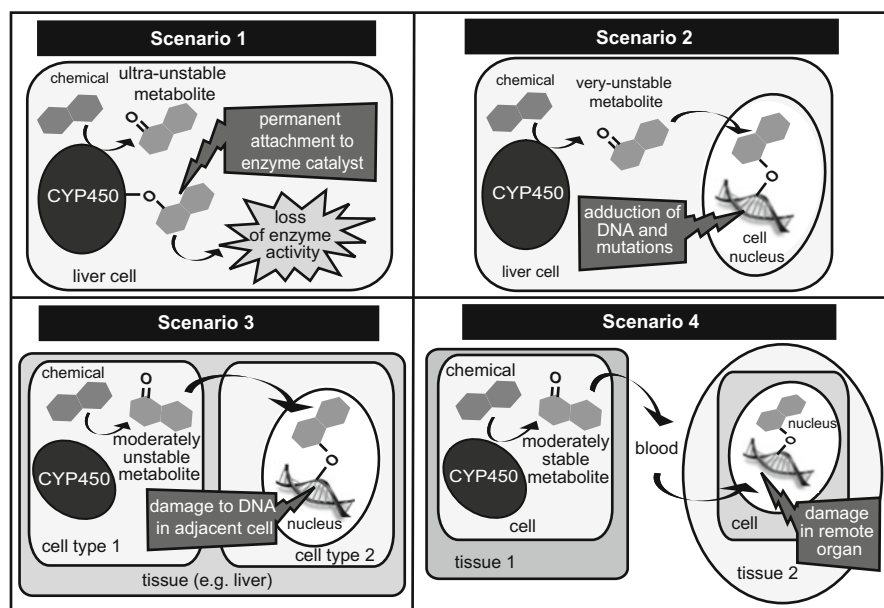 Scenario 1
chemical
ultra-unstable
metabolite
O
permanent
attachment to
enzyme catalyst
CYP450
O
loss
of enzyme
activity
liver cell
Scenario 2
chemical
very-unstable
metabolite
O
CYP450
O
adduction of
DNA and
mutations
cell
nucleus
liver cell
Scenario 3
chemical
O
moderately
unstable
metabolite
CYP450
O
damage to DNA
in adjacent cell
nucleus
cell type 1
cell type 2
tissue (e.g. liver)
Scenario 4
chemical
O
moderately
stable
metabolite
CYP450
cell
tissue 1
blood
nucleus
O
cell
damage
in remote
organ
tissue 2